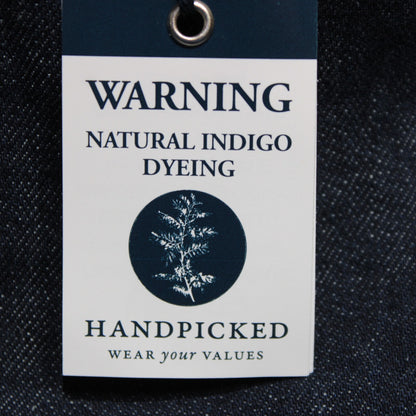 WARNING
NATURAL INDIGO
DYEING
HANDPICKED
WEAR your VALUES